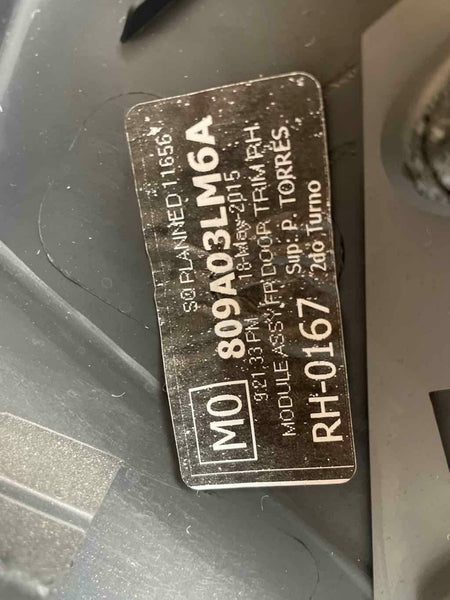 SQ PLANNED 11656
M0 809A03LM6A
9:21:33 PM 18-May-2015
MODULE ASSY FR DOOR TRIM RH
RH-0167 Sup: P. TORRES
2do Turno